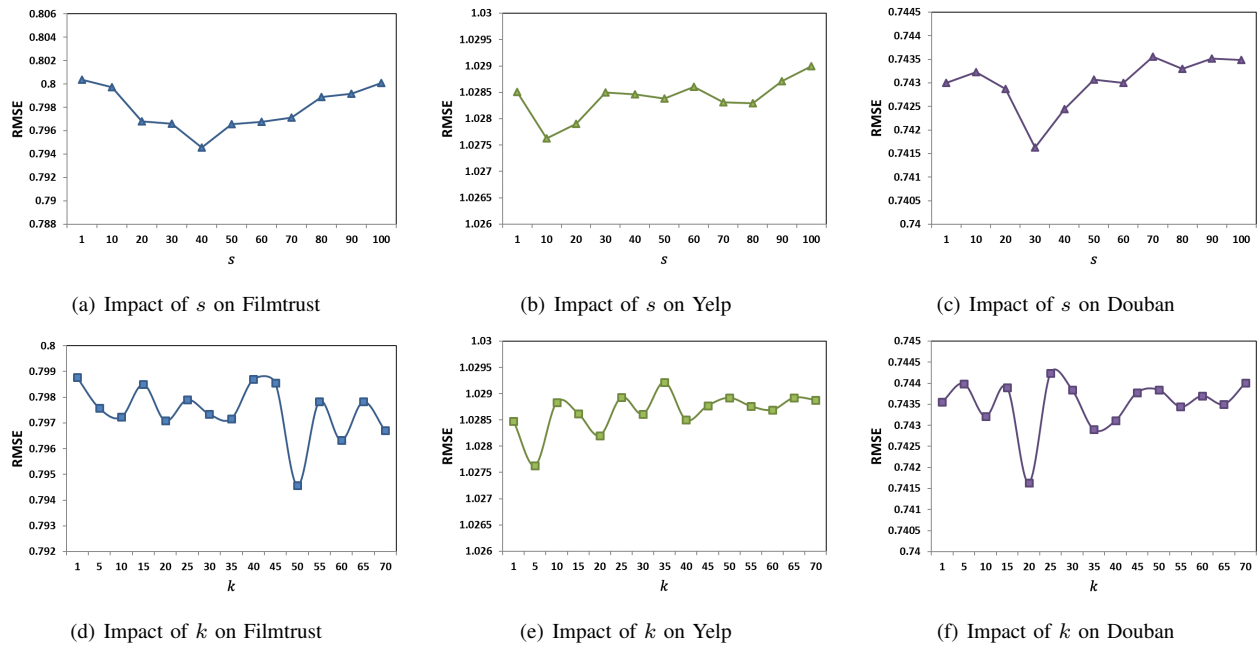 0.806
0.804
0.802
0.8
0.798
0.796
0.794
0.792
0.79
0.788
RMSE
1 10 20 30 40 50 60 70 80 90 100
s
(a) Impact of s on Filmtrust
1.03
1.0295
1.029
1.0285
1.028
1.0275
1.027
1.0265
1.026
RMSE
1 10 20 30 40 50 60 70 80 90 100
s
(b) Impact of s on Yelp
0.7445
0.744
0.7435
0.743
0.7425
0.742
0.7415
0.741
0.7405
0.74
RMSE
1 10 20 30 40 50 60 70 80 90 100
s
(c) Impact of s on Douban
0.8
0.799
0.798
0.797
0.796
0.795
0.794
0.793
0.792
RMSE
1 5 10 15 20 25 30 35 40 45 50 55 60 65 70
k
(d) Impact of k on Filmtrust
1.03
1.0295
1.029
1.0285
1.028
1.0275
1.027
1.0265
1.026
RMSE
1 5 10 15 20 25 30 35 40 45 50 55 60 65 70
k
(e) Impact of k on Yelp
0.745
0.7445
0.744
0.7435
0.743
0.7425
0.742
0.7415
0.741
0.7405
0.74
RMSE
1 5 10 15 20 25 30 35 40 45 50 55 60 65 70
k
(f) Impact of k on Douban